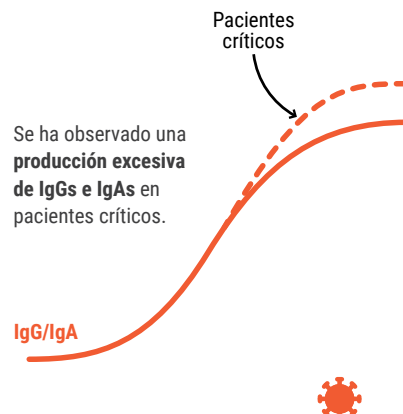 Pacientes
críticos
Se ha observado una
producción excesiva
de IgGs e IgAs en
pacientes críticos.
IgG/IgA